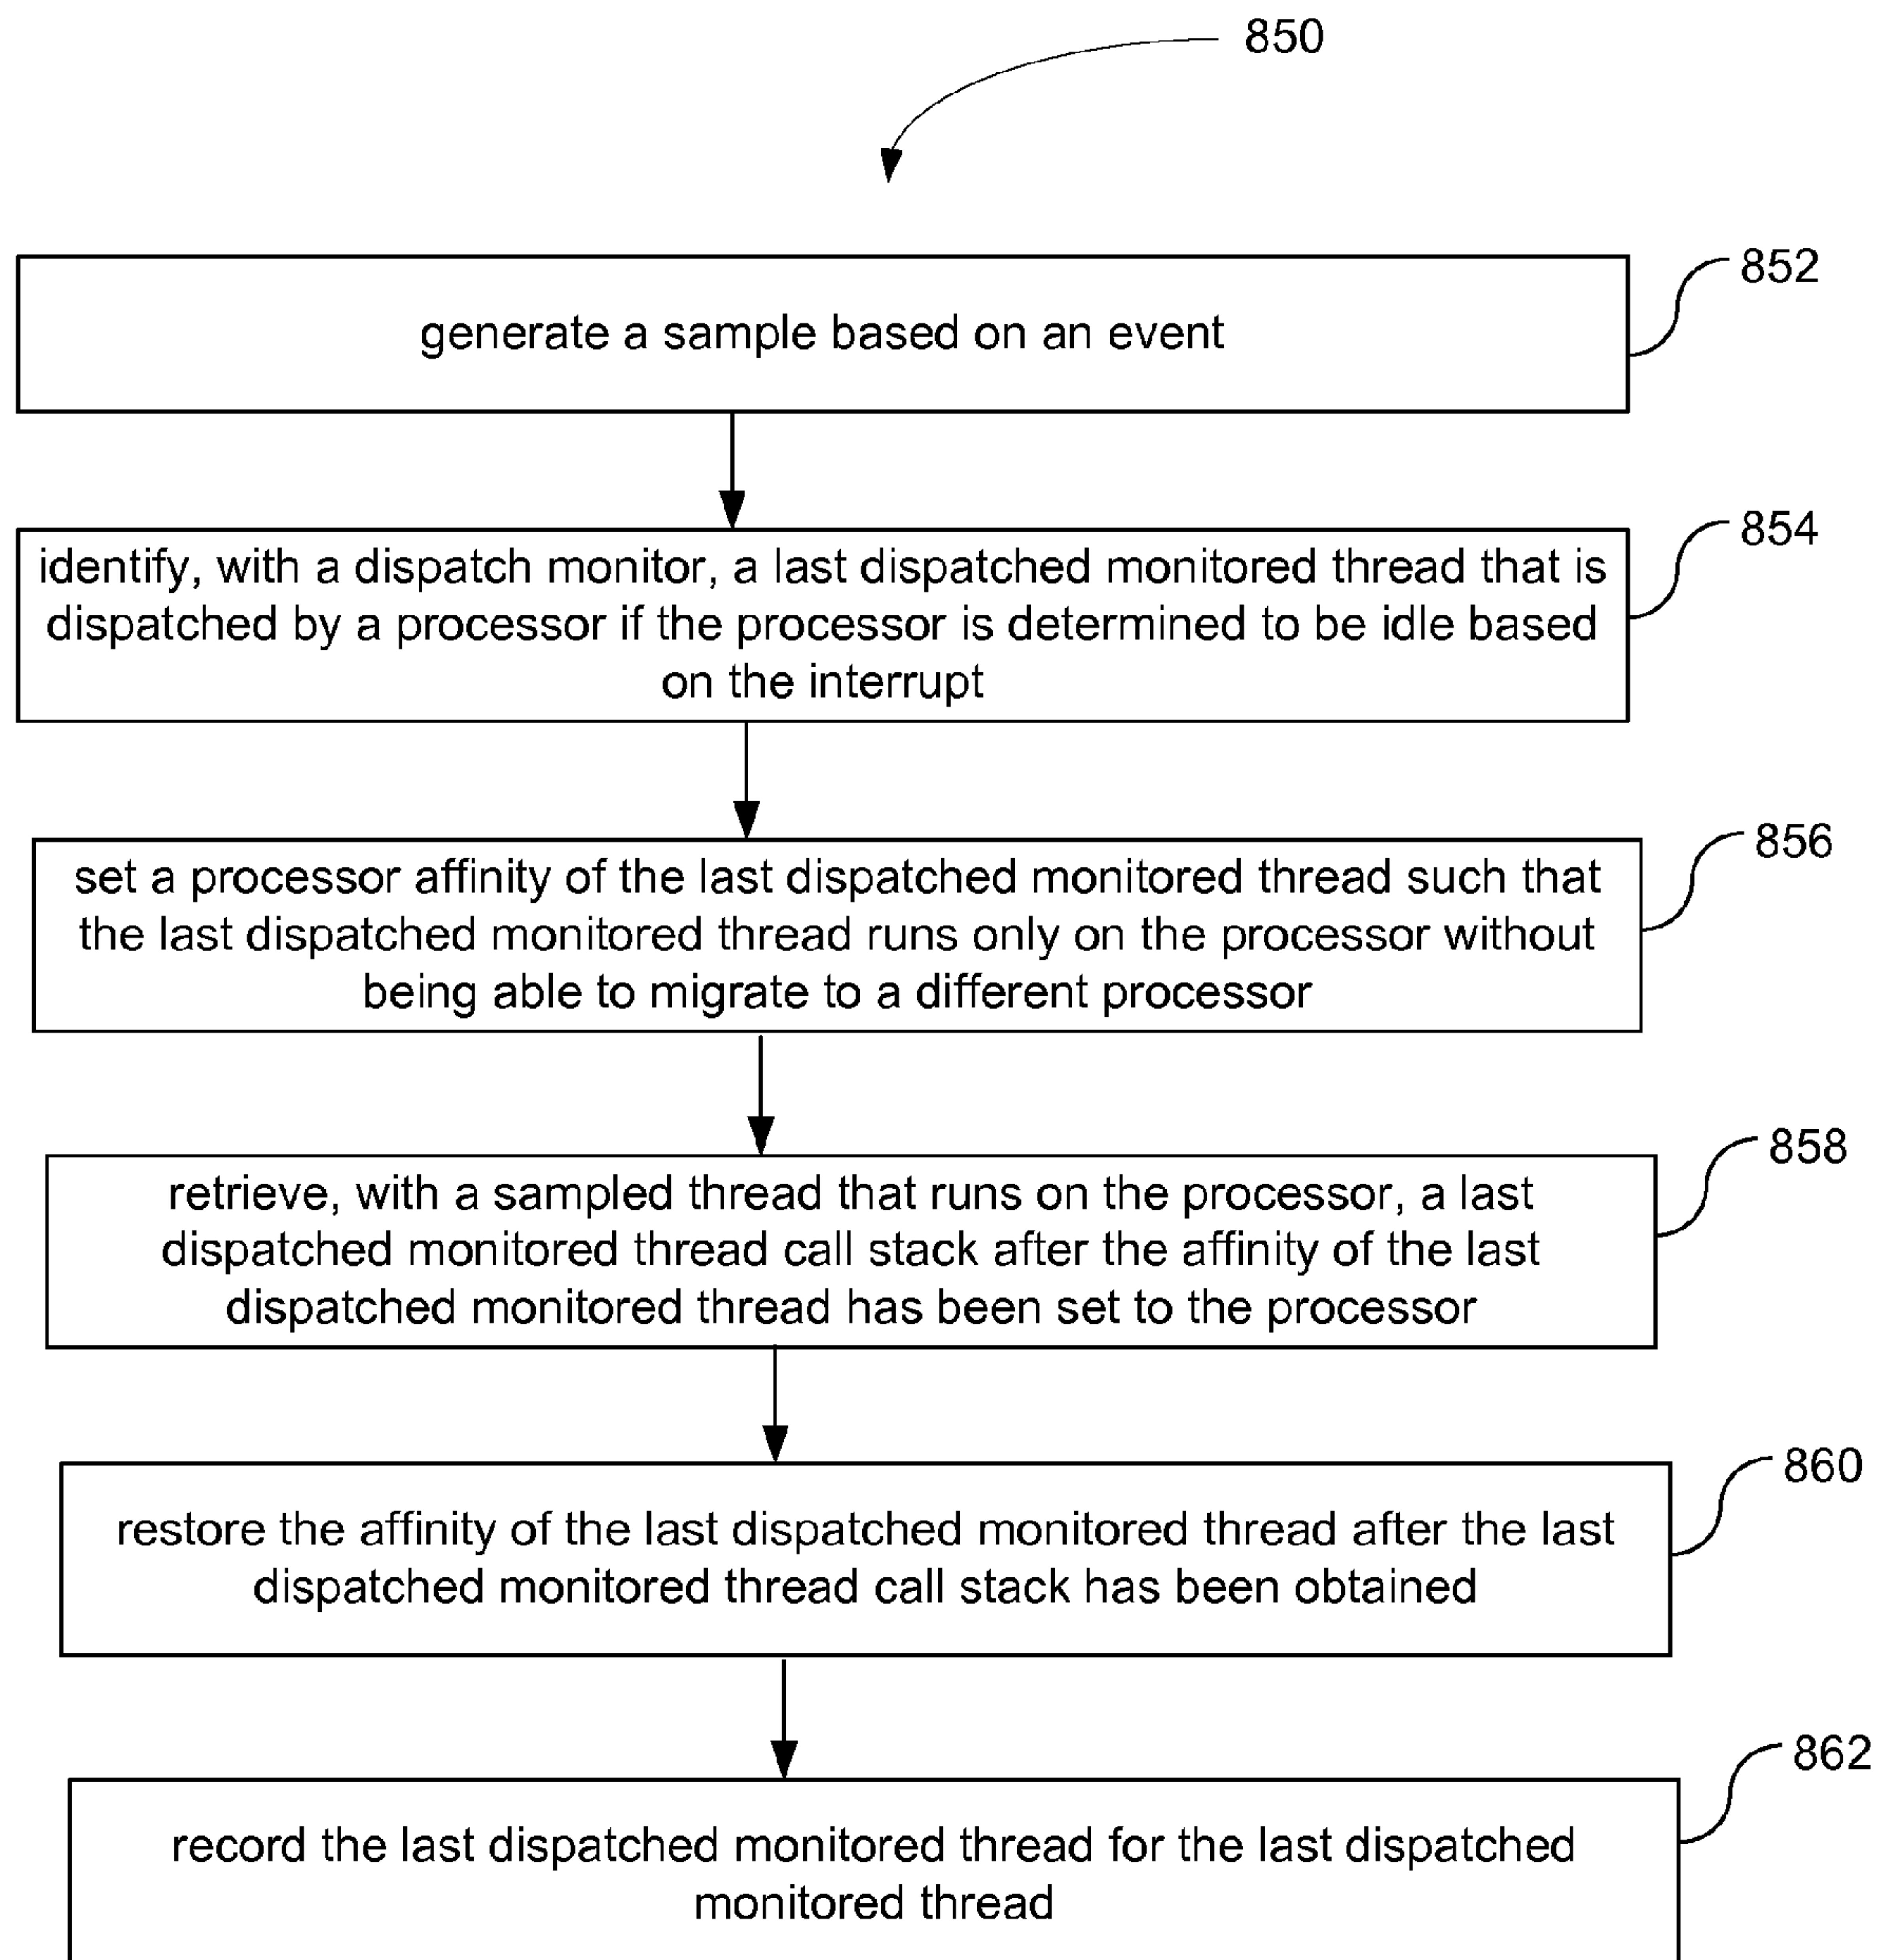 850
852
generate a sample based on an event
854
identify, with a dispatch monitor, a last dispatched monitored thread that is
dispatched by a processor if the processor is determined to be idle based
on the interrupt
856
set a processor affinity of the last dispatched monitored thread such that
the last dispatched monitored thread runs only on the processor without
being able to migrate to a different processor
858
retrieve, with a sampled thread that runs on the processor, a last
dispatched monitored thread call stack after the affinity of the last
dispatched monitored thread has been set to the processor
860
restore the affinity of the last dispatched monitored thread after the last
dispatched monitored thread call stack has been obtained
862
record the last dispatched monitored thread for the last dispatched
monitored thread